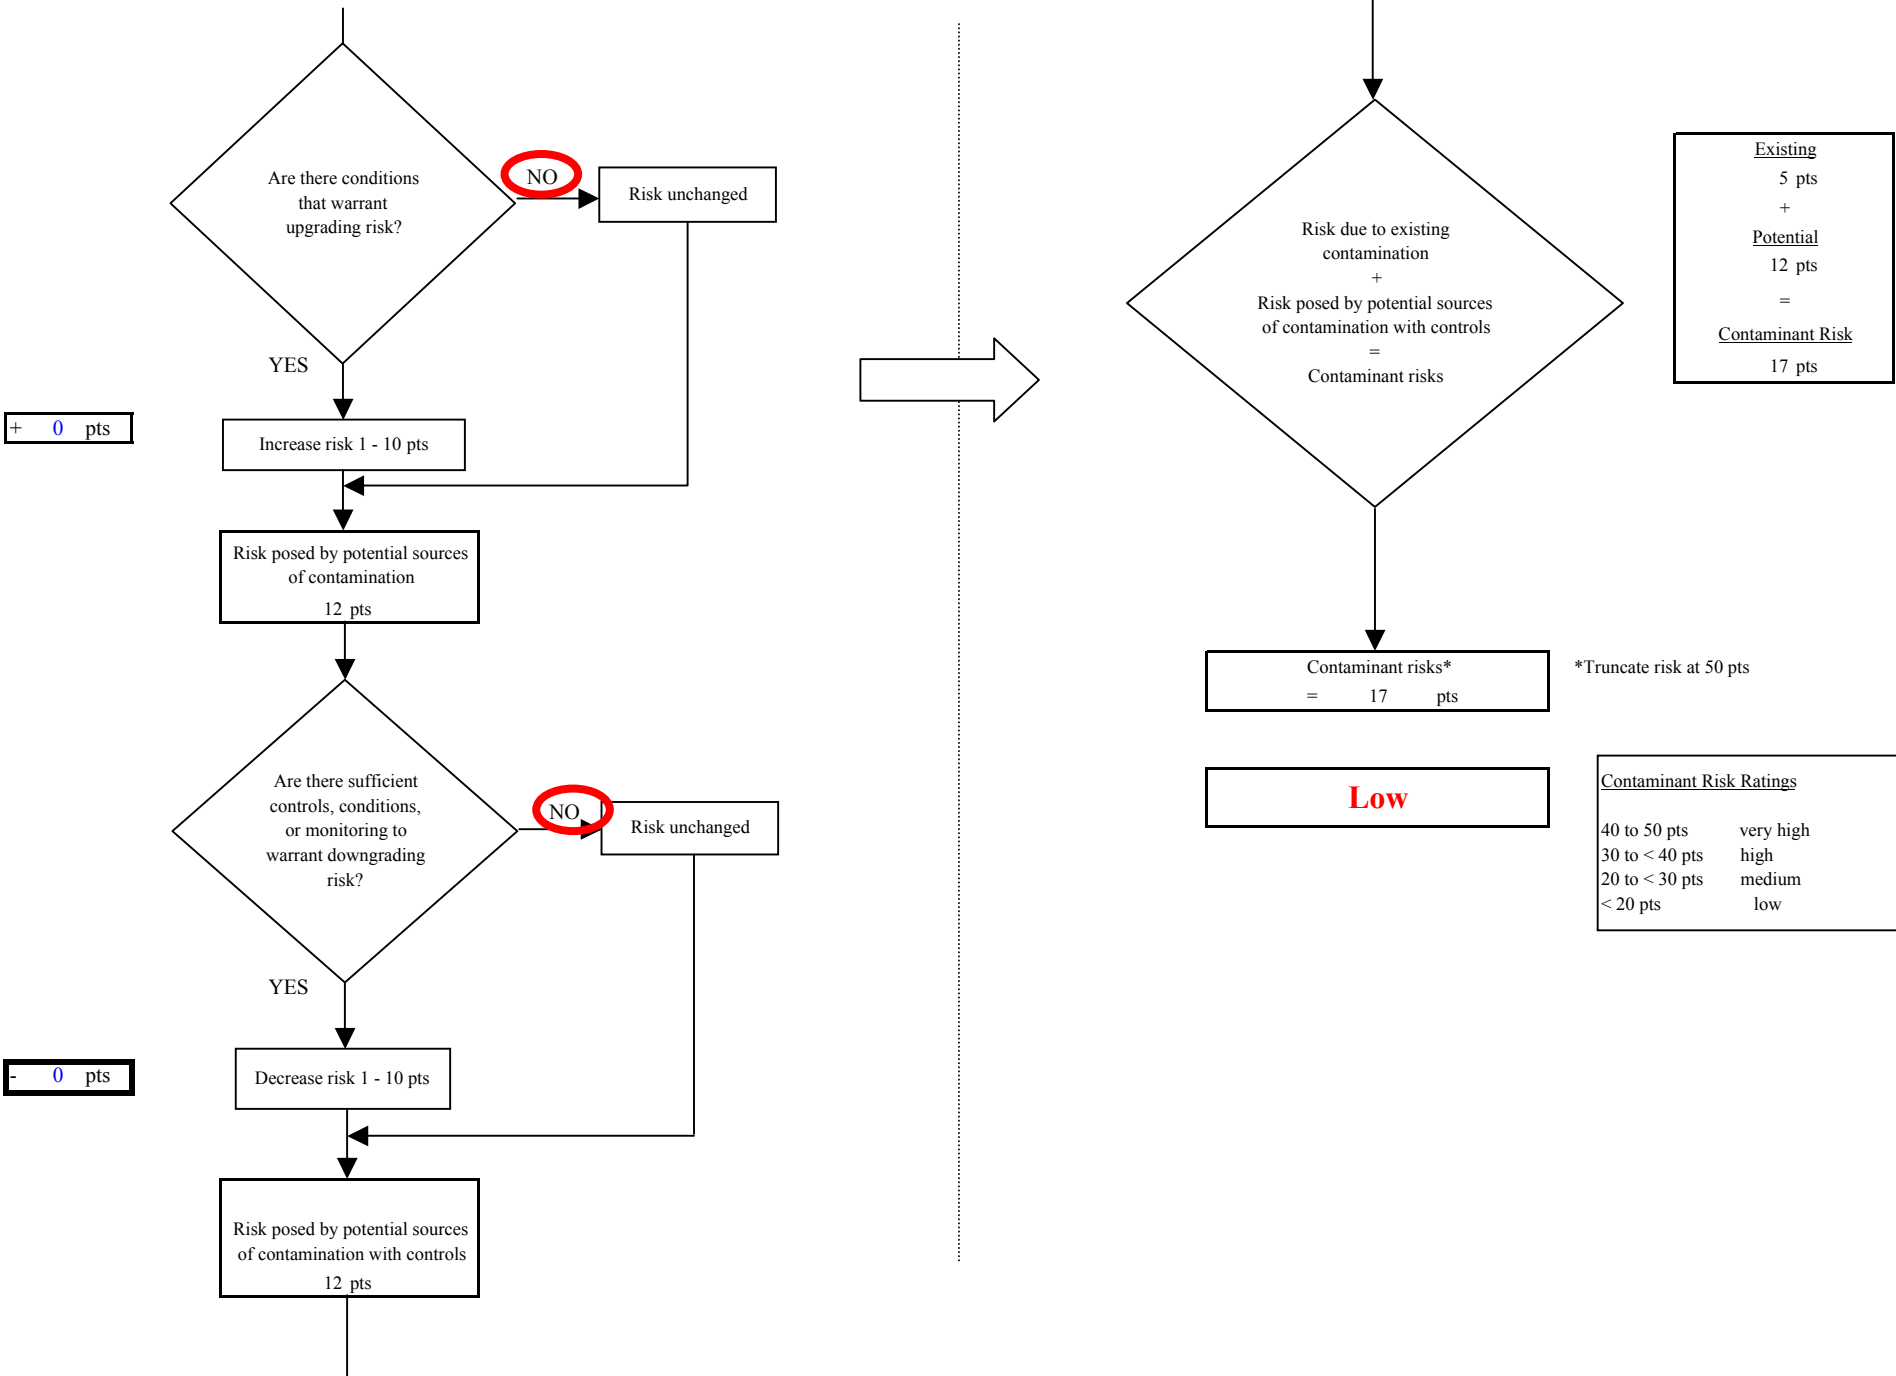 Are there conditions
that warrant
upgrading risk?
NO
Risk unchanged
YES
+ 0 pts
Increase risk 1 - 10 pts
Risk posed by potential sources
of contamination
12 pts
Are there sufficient
controls, conditions,
or monitoring to
warrant downgrading
risk?
NO
Risk unchanged
YES
- 0 pts
Decrease risk 1 - 10 pts
Risk posed by potential sources
of contamination with controls
12 pts
Risk due to existing
contamination
+
Risk posed by potential sources
of contamination with controls
=
Contaminant risks
Existing
5 pts
+
Potential
12 pts
=
Contaminant Risk
17 pts
Contaminant risks*
= 17 pts
*Truncate risk at 50 pts
Low
Contaminant Risk Ratings
40 to 50 pts very high
30 to < 40 pts high
20 to < 30 pts medium
< 20 pts low